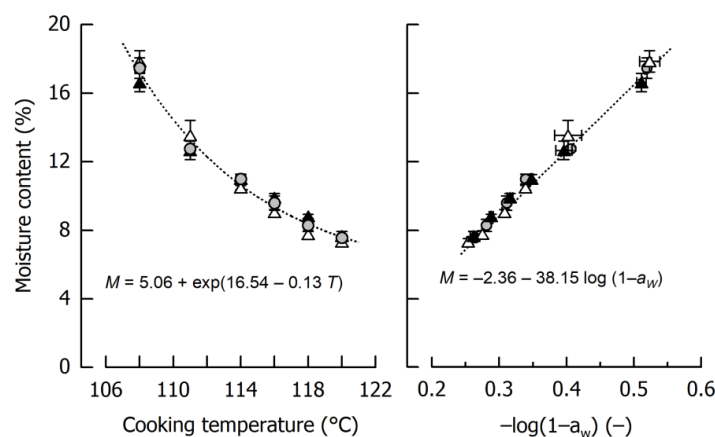 20
16
12
8
4
0
Moisture content (%)
M = 5.06 + exp(16.54 – 0.13 T)
106 110 114 118 122
Cooking temperature (°C)
M = –2.36 – 38.15 log (1–aW)
0.2 0.3 0.4 0.5 0.6
–log(1–aw) (–)